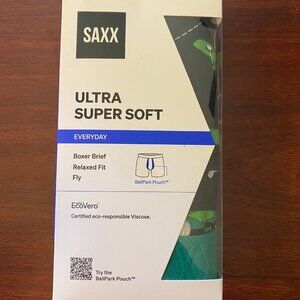 SAXX
ULTRA
SUPER SOFT
EVERYDAY
Boxer Brief
Relaxed Fit
Fly
BallPark Pouch™
EcoVero™
Certified eco-responsible Viscose.
Try the
BallPark Pouch™